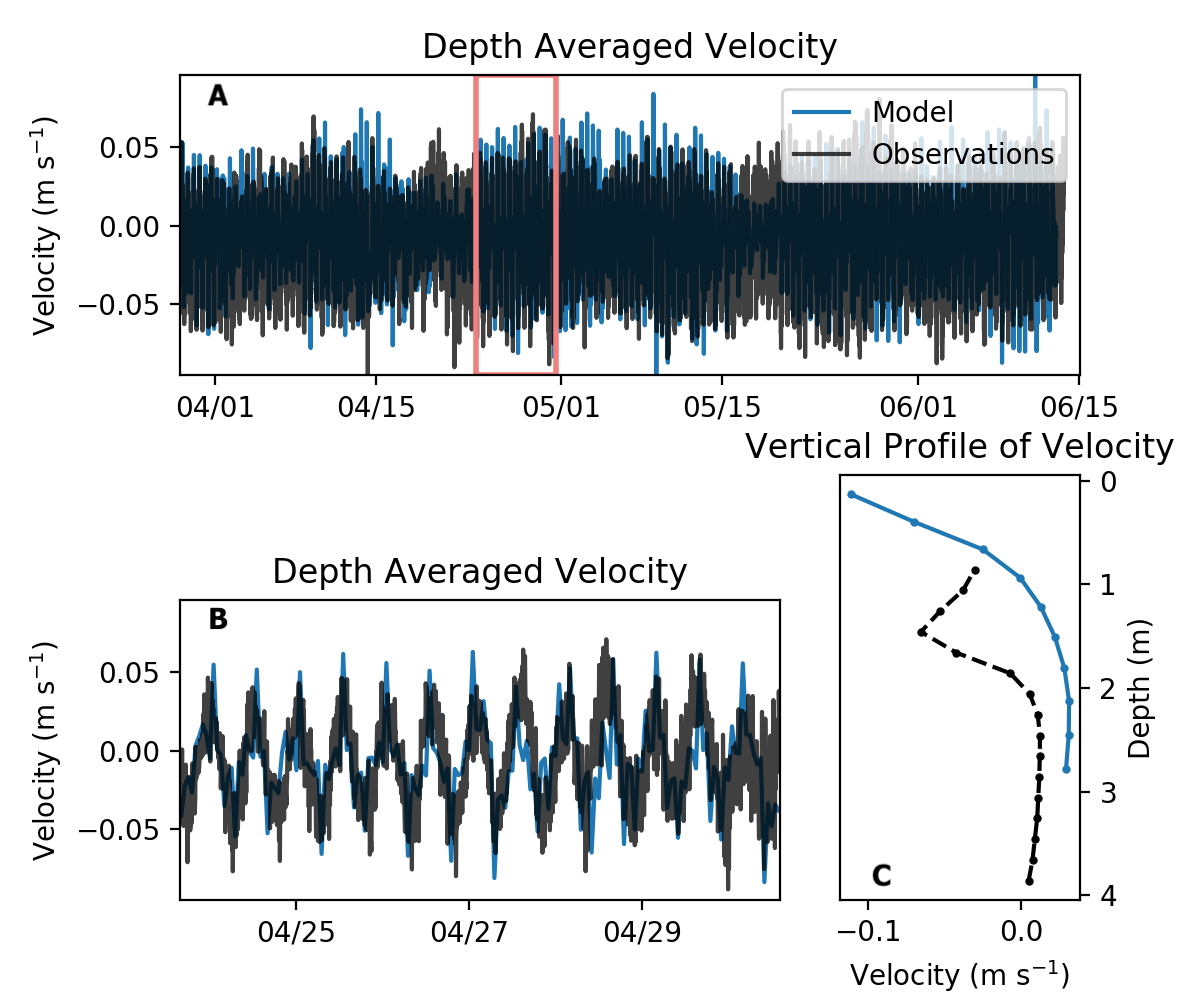 Depth Averaged Velocity
A
Model
Observations
Velocity (m s⁻¹)
0.05
0.00
−0.05
04/01
04/15
05/01
05/15
06/01
06/15
Vertical Profile of Velocity
Depth Averaged Velocity
B
Velocity (m s⁻¹)
0.05
0.00
−0.05
04/25
04/27
04/29
0
1
2
3
4
Depth (m)
C
−0.1
0.0
Velocity (m s⁻¹)